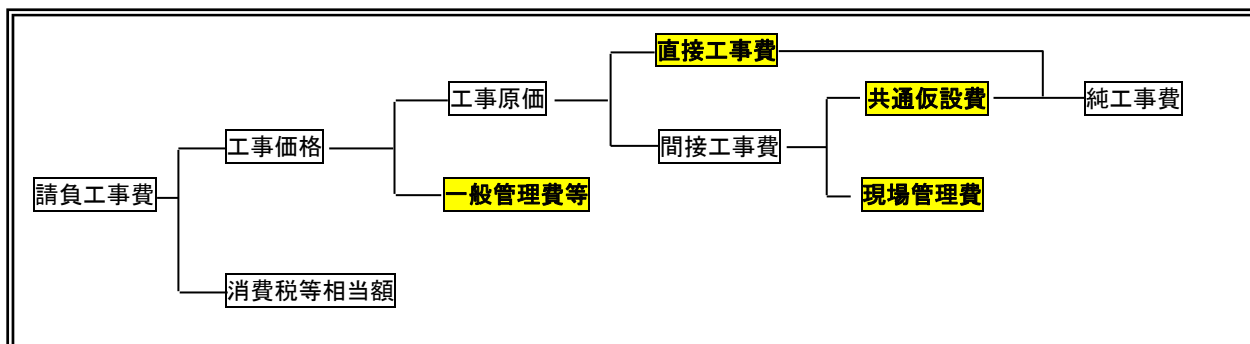 直接工事費
工事原価
共通仮設費
純工事費
工事価格
間接工事費
請負工事費
一般管理費等
現場管理費
消費税等相当額